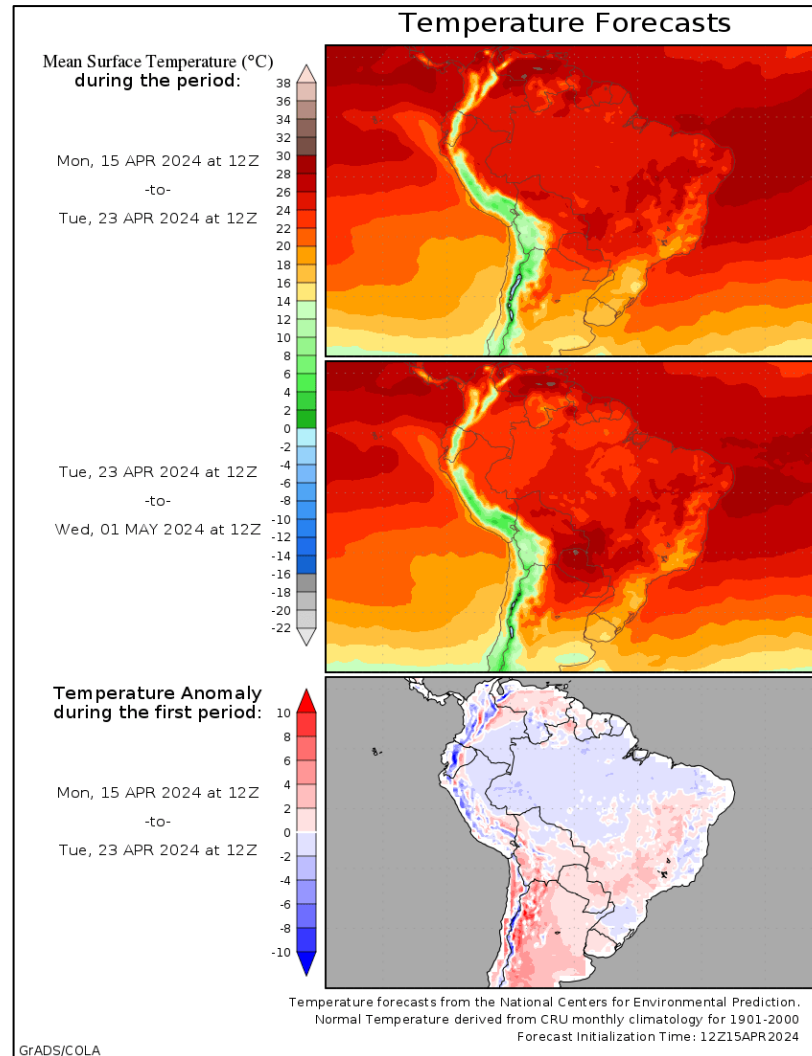 Temperature Forecasts
Mean Surface Temperature (°C)
during the period:
Mon, 15 APR 2024 at 12Z
-to-
Tue, 23 APR 2024 at 12Z
38
36
34
32
30
28
26
24
22
20
18
16
14
12
10
8
6
4
2
0
-2
-4
-6
-8
-10
-12
-14
-16
-18
-20
-22
Tue, 23 APR 2024 at 12Z
-to-
Wed, 01 MAY 2024 at 12Z
Temperature Anomaly
during the first period:
Mon, 15 APR 2024 at 12Z
-to-
Tue, 23 APR 2024 at 12Z
10
8
6
4
2
0
-2
-4
-6
-8
-10
Temperature forecasts from the National Centers for Environmental Prediction.
Normal Temperature derived from CRU monthly climatology for 1901-2000
Forecast Initialization Time: 12Z15APR2024
GrADS/COLA